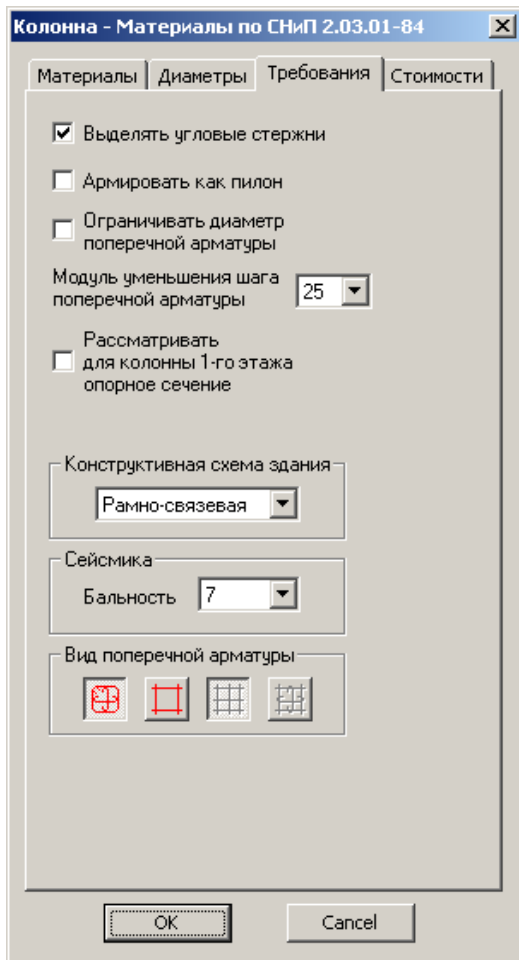 Колонна - Материалы по СНиП 2.03.01-84
Материалы
Диаметры
Требования
Стоимости
Выделять угловые стержни
Армировать как пилон
Ограничивать диаметр
поперечной арматуры
Модуль уменьшения шага
поперечной арматуры
25
Рассматривать
для колонны 1-го этажа
опорное сечение
Конструктивная схема здания
Рамно-связевая
Сейсмика
Бальность
7
Вид поперечной арматуры
OK
Cancel